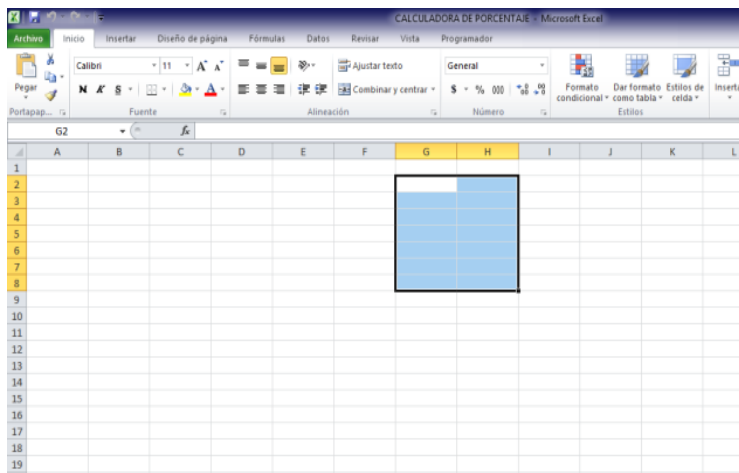 CALCULADORA DE PORCENTAJE - Microsoft Excel
Archivo Inicio Insertar Diseño de página Fórmulas Datos Revisar Vista Programador
Calibri 11 Ajustar texto General
Pegar N K S Combinar y centrar $ % 000 Formato condicional Dar formato como tabla Estilos de celda Inserta
Portapap... Fuente Alineación Número Estilos
G2 fx
A B C D E F G H I J K L
1
2
3
4
5
6
7
8
9
10
11
12
13
14
15
16
17
18
19